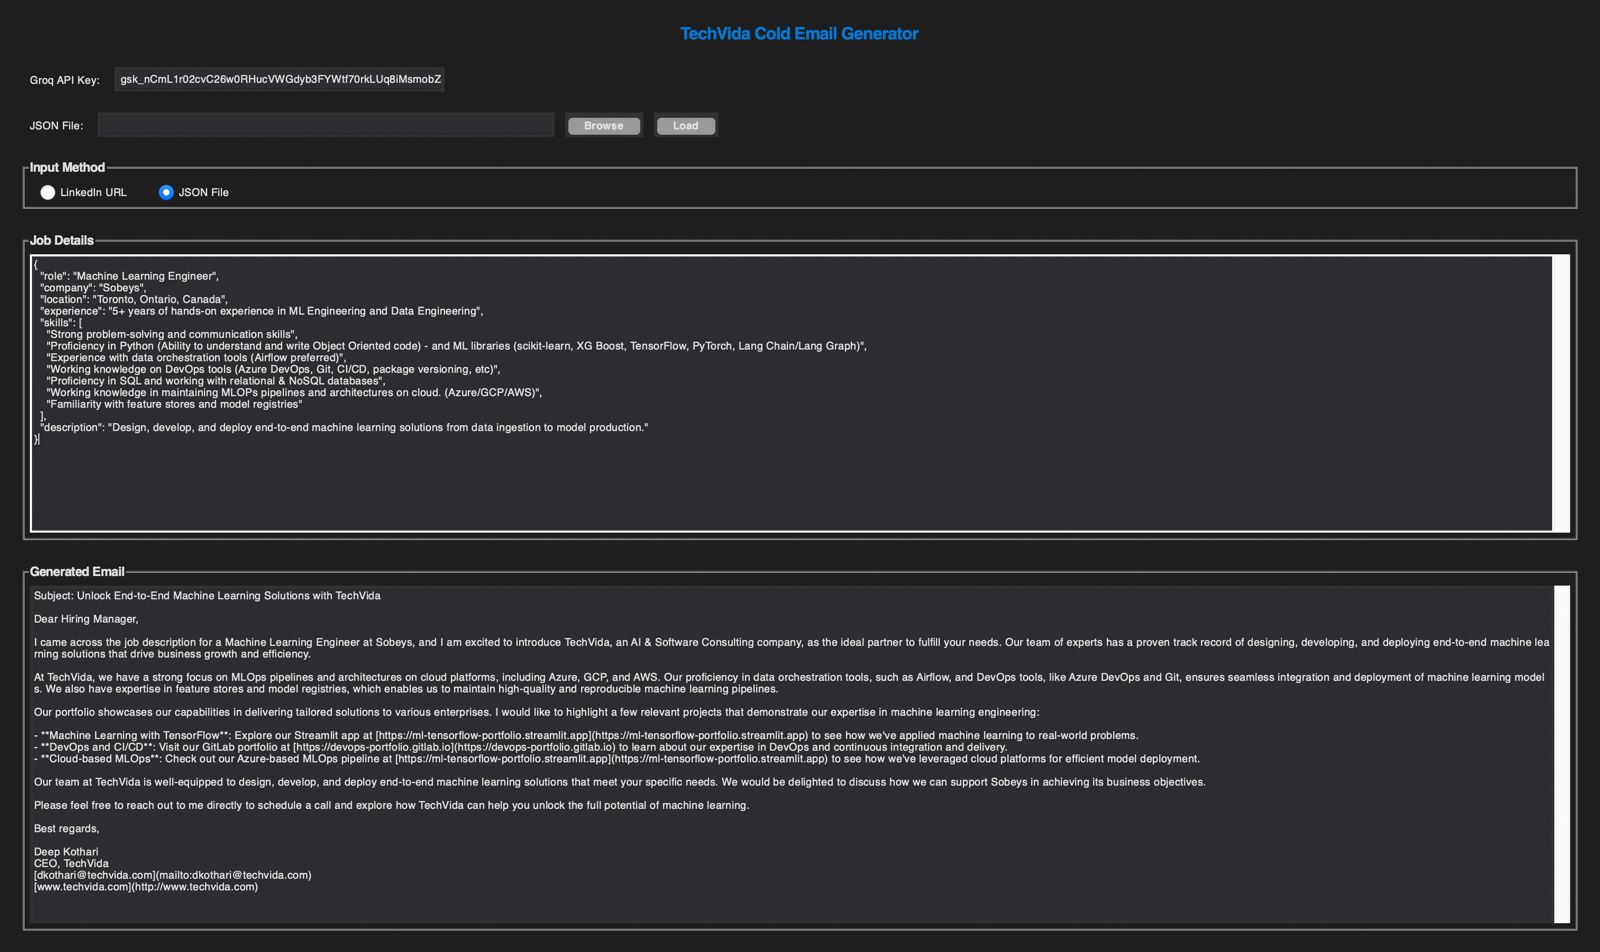 TechVida Cold Email Generator
Groq API Key: gsk_nCmL1r02cvC26w0RHucVWGdyb3FYWtf70rkLUq8iMsmobZ
JSON File: Browse Load
Input Method
LinkedIn URL JSON File
Job Details
{
"role": "Machine Learning Engineer",
"company": "Sobeys",
"location": "Toronto, Ontario, Canada",
"experience": "5+ years of hands-on experience in ML Engineering and Data Engineering",
"skills": [
"Strong problem-solving and communication skills",
"Proficiency in Python (Ability to understand and write Object Oriented code) - and ML libraries (scikit-learn, XG Boost, TensorFlow, PyTorch, Lang Chain/Lang Graph)",
"Experience with data orchestration tools (Airflow preferred)",
"Working knowledge on DevOps tools (Azure DevOps, Git, CI/CD, package versioning, etc)",
"Proficiency in SQL and working with relational & NoSQL databases",
"Working knowledge in maintaining MLOPs pipelines and architectures on cloud. (Azure/GCP/AWS)",
"Familiarity with feature stores and model registries"
],
"description": "Design, develop, and deploy end-to-end machine learning solutions from data ingestion to model production."
}
Generated Email
Subject: Unlock End-to-End Machine Learning Solutions with TechVida
Dear Hiring Manager,
I came across the job description for a Machine Learning Engineer at Sobeys, and I am excited to introduce TechVida, an AI & Software Consulting company, as the ideal partner to fulfill your needs. Our team of experts has a proven track record of designing, developing, and deploying end-to-end machine lea
rning solutions that drive business growth and efficiency.
At TechVida, we have a strong focus on MLOps pipelines and architectures on cloud platforms, including Azure, GCP, and AWS. Our proficiency in data orchestration tools, such as Airflow, and DevOps tools, like Azure DevOps and Git, ensures seamless integration and deployment of machine learning model
s. We also have expertise in feature stores and model registries, which enables us to maintain high-quality and reproducible machine learning pipelines.
Our portfolio showcases our capabilities in delivering tailored solutions to various enterprises. I would like to highlight a few relevant projects that demonstrate our expertise in machine learning engineering:
- **Machine Learning with TensorFlow**: Explore our Streamlit app at [https://ml-tensorflow-portfolio.streamlit.app](https://ml-tensorflow-portfolio.streamlit.app) to see how we've applied machine learning to real-world problems.
- **DevOps and CI/CD**: Visit our GitLab portfolio at [https://devops-portfolio.gitlab.io](https://devops-portfolio.gitlab.io) to learn about our expertise in DevOps and continuous integration and delivery.
- **Cloud-based MLOps**: Check out our Azure-based MLOps pipeline at [https://ml-tensorflow-portfolio.streamlit.app](https://ml-tensorflow-portfolio.streamlit.app) to see how we've leveraged cloud platforms for efficient model deployment.
Our team at TechVida is well-equipped to design, develop, and deploy end-to-end machine learning solutions that meet your specific needs. We would be delighted to discuss how we can support Sobeys in achieving its business objectives.
Please feel free to reach out to me directly to schedule a call and explore how TechVida can help you unlock the full potential of machine learning.
Best regards,
Deep Kothari
CEO, TechVida
[dkothari@techvida.com](mailto:dkothari@techvida.com)
[www.techvida.com](http://www.techvida.com)